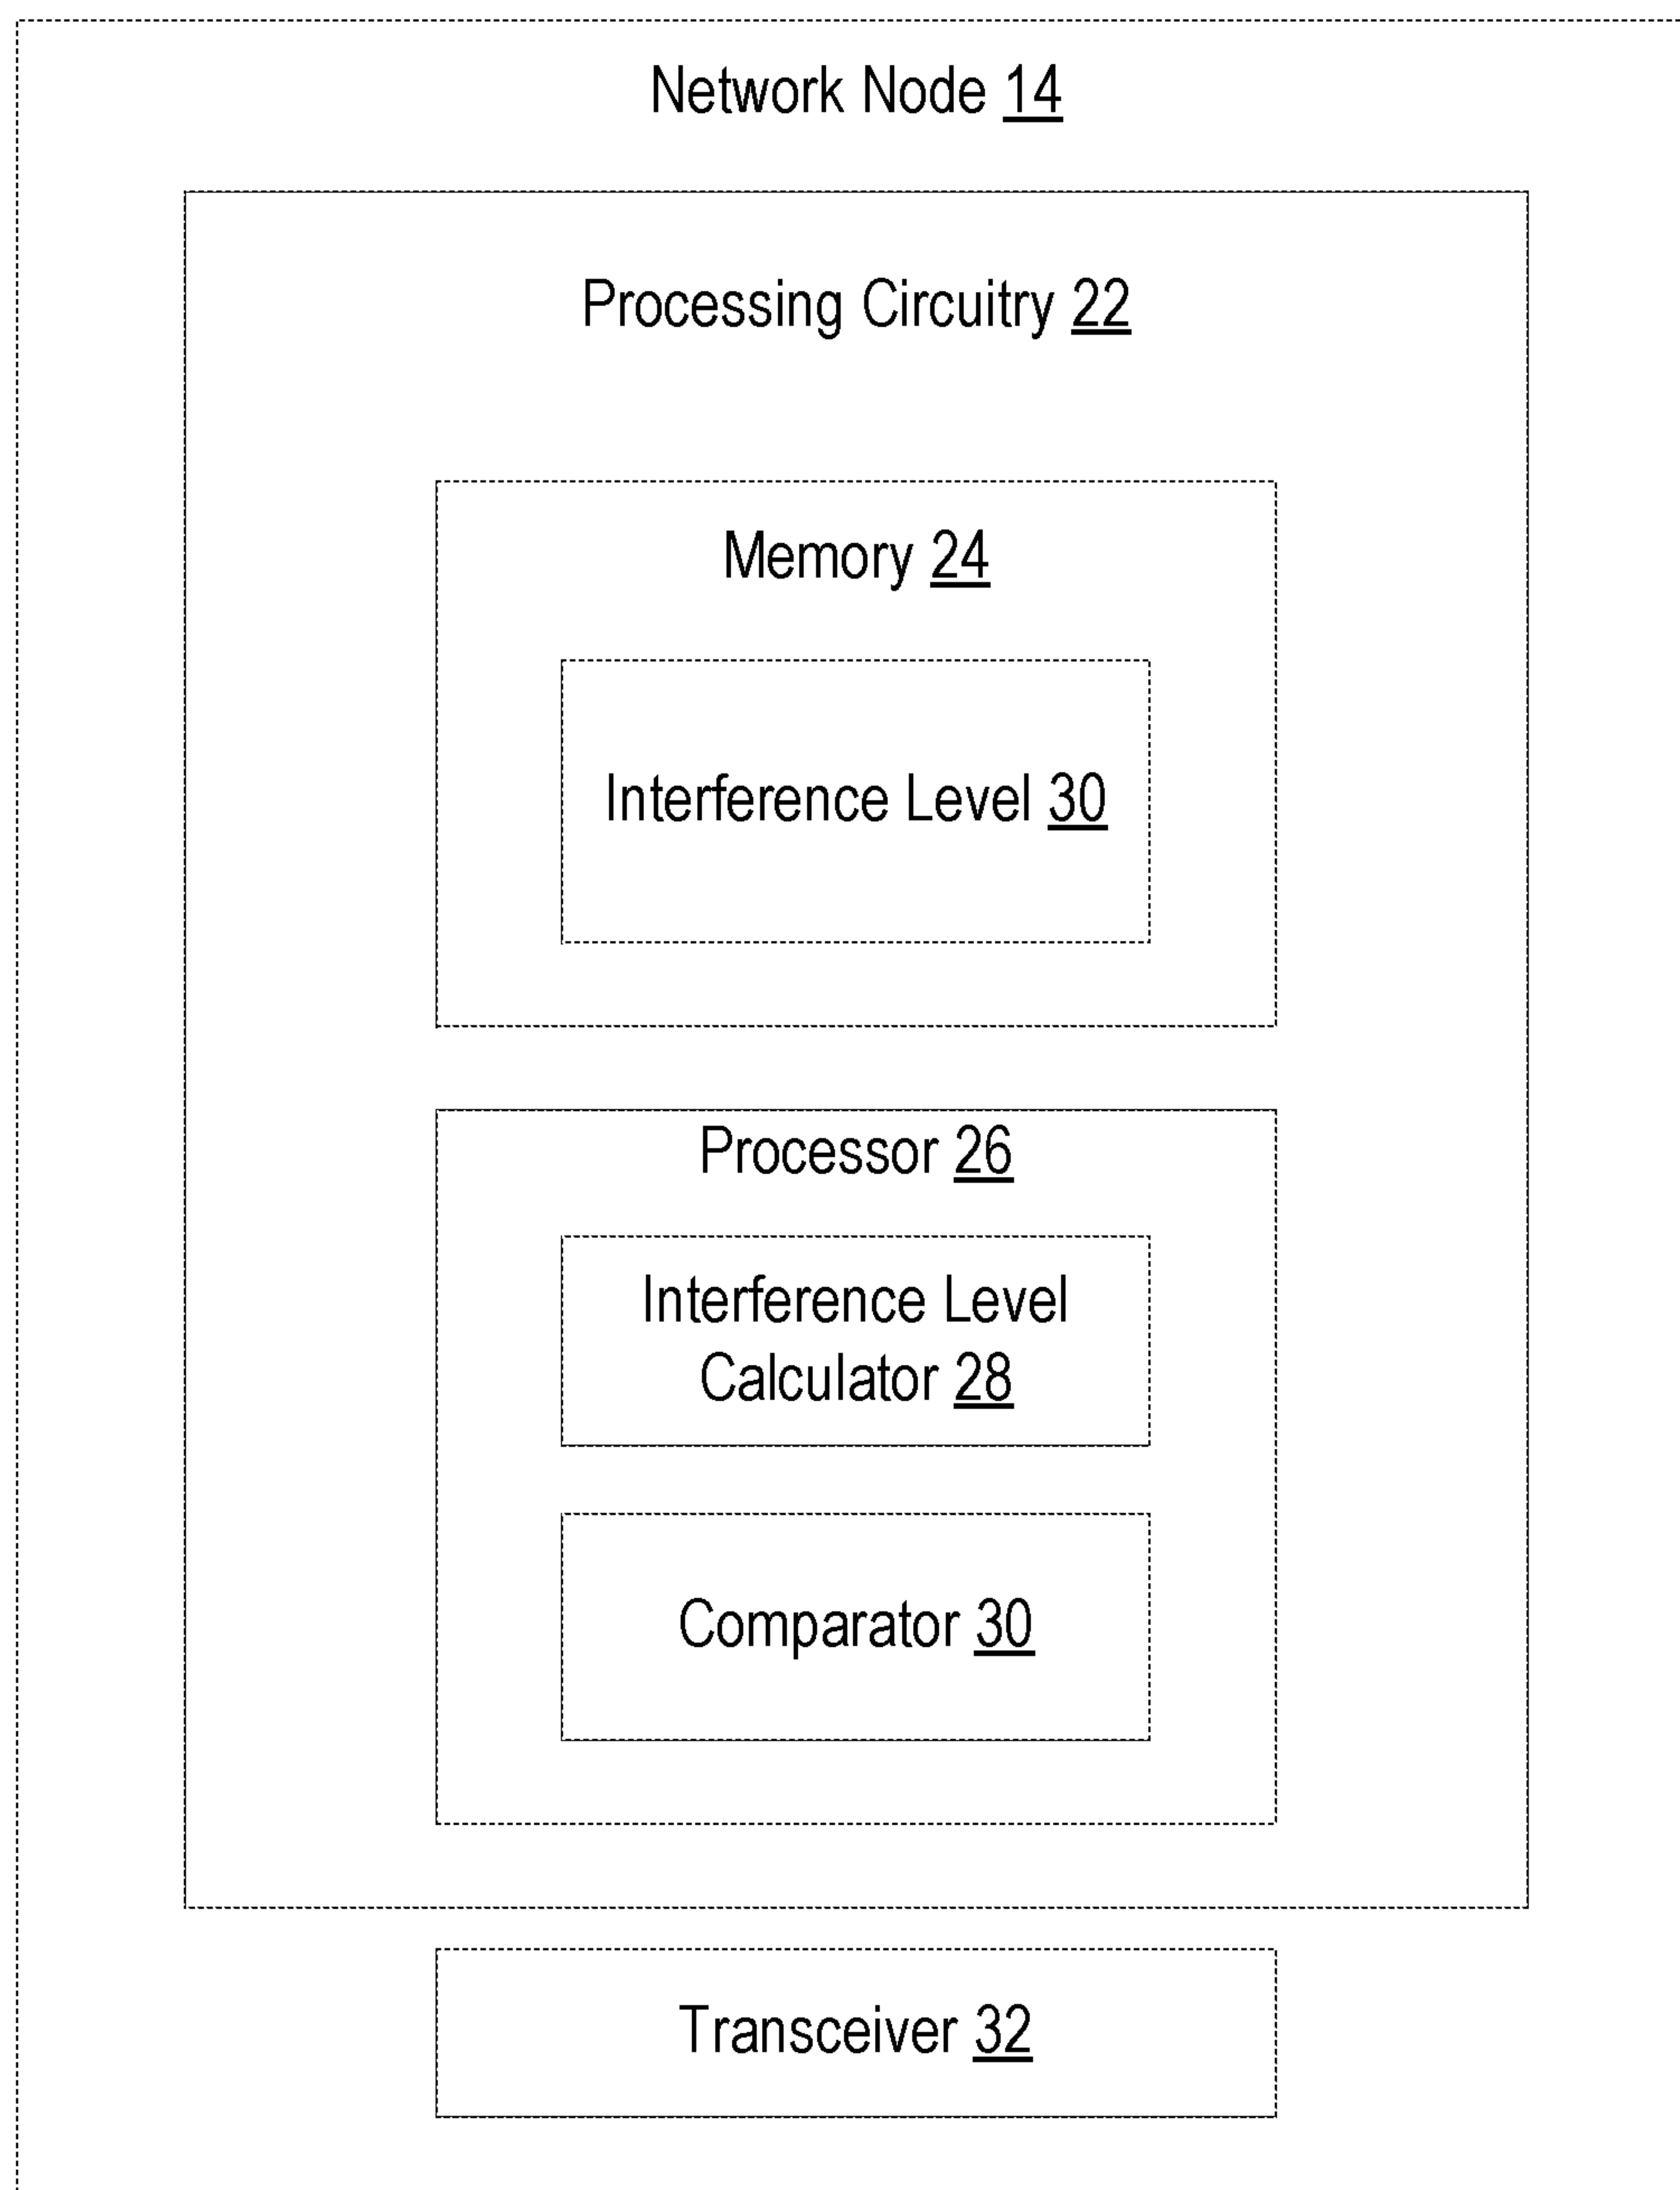 Network Node 14
Processing Circuitry 22
Memory 24
Interference Level 30
Processor 26
Interference Level
Calculator 28
Comparator 30
Transceiver 32